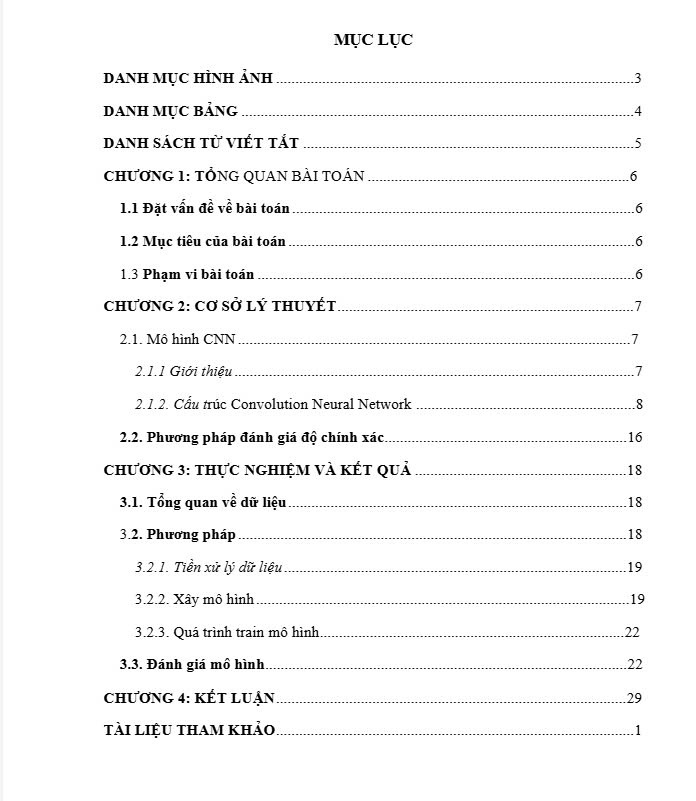 MỤC LỤC
DANH MỤC HÌNH ẢNH ...........................................................................................3
DANH MỤC BẢNG ....................................................................................................4
DANH SÁCH TỪ VIẾT TẮT ....................................................................................5
CHƯƠNG 1: TỔNG QUAN BÀI TOÁN ..................................................................6
1.1 Đặt vấn đề về bài toán .......................................................................................6
1.2 Mục tiêu của bài toán ........................................................................................6
1.3 Phạm vi bài toán ................................................................................................6
CHƯƠNG 2: CƠ SỞ LÝ THUYẾT ...........................................................................7
2.1. Mô hình CNN ....................................................................................................7
2.1.1 Giới thiệu ......................................................................................................7
2.1.2. Cấu trúc Convolution Neural Network ........................................................8
2.2. Phương pháp đánh giá độ chính xác..............................................................16
CHƯƠNG 3: THỰC NGHIỆM VÀ KẾT QUẢ ......................................................18
3.1. Tổng quan về dữ liệu ......................................................................................18
3.2. Phương pháp ...................................................................................................18
3.2.1. Tiền xử lý dữ liệu .......................................................................................19
3.2.2. Xây mô hình ...............................................................................................19
3.2.3. Quá trình train mô hình..............................................................................22
3.3. Đánh giá mô hình............................................................................................22
CHƯƠNG 4: KẾT LUẬN.........................................................................................29
TÀI LIỆU THAM KHẢO...........................................................................................1